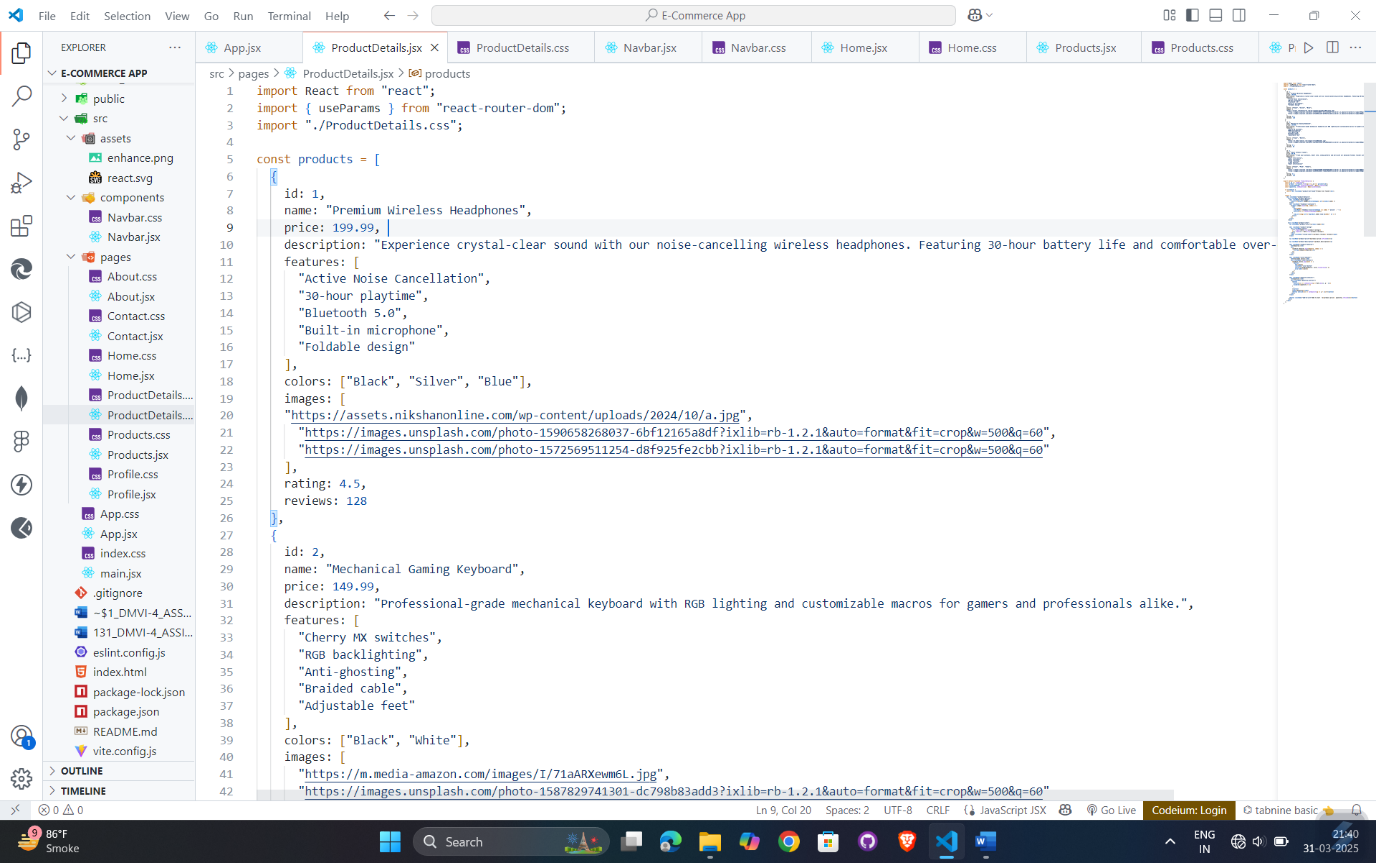 File Edit Selection View Go Run Terminal Help
E-Commerce App
EXPLORER
App.jsx
ProductDetails.jsx
ProductDetails.css
Navbar.jsx
Navbar.css
Home.jsx
Home.css
Products.jsx
Products.css
E-COMMERCE APP
public
src
assets
enhance.png
react.svg
components
Navbar.css
Navbar.jsx
pages
About.css
About.jsx
Contact.css
Contact.jsx
Home.css
Home.jsx
ProductDetails....
ProductDetails....
Products.css
Products.jsx
Profile.css
Profile.jsx
App.css
App.jsx
index.css
main.jsx
.gitignore
~$1_DMVI-4_ASS...
131_DMVI-4_ASSI...
eslint.config.js
index.html
package-lock.json
package.json
README.md
vite.config.js
OUTLINE
TIMELINE
src > pages > ProductDetails.jsx > products
1 import React from "react";
2 import { useParams } from "react-router-dom";
3 import "./ProductDetails.css";
4
5 const products = [
6 {
7 id: 1,
8 name: "Premium Wireless Headphones",
9 price: 199.99,
10 description: "Experience crystal-clear sound with our noise-cancelling wireless headphones. Featuring 30-hour battery life and comfortable over-
11 features: [
12 "Active Noise Cancellation",
13 "30-hour playtime",
14 "Bluetooth 5.0",
15 "Built-in microphone",
16 "Foldable design"
17 ],
18 colors: ["Black", "Silver", "Blue"],
19 images: [
20 "https://assets.nikshanonline.com/wp-content/uploads/2024/10/a.jpg",
21 "https://images.unsplash.com/photo-1590658268037-6bf12165a8df?ixlib=rb-1.2.1&auto=format&fit=crop&w=500&q=60",
22 "https://images.unsplash.com/photo-1572569511254-d8f925fe2cbb?ixlib=rb-1.2.1&auto=format&fit=crop&w=500&q=60"
23 ],
24 rating: 4.5,
25 reviews: 128
26 },
27 {
28 id: 2,
29 name: "Mechanical Gaming Keyboard",
30 price: 149.99,
31 description: "Professional-grade mechanical keyboard with RGB lighting and customizable macros for gamers and professionals alike.",
32 features: [
33 "Cherry MX switches",
34 "RGB backlighting",
35 "Anti-ghosting",
36 "Braided cable",
37 "Adjustable feet"
38 ],
39 colors: ["Black", "White"],
40 images: [
41 "https://m.media-amazon.com/images/I/71aARXewm6L.jpg",
42 "https://images.unsplash.com/photo-1587829741301-dc798b83add3?ixlib=rb-1.2.1&auto=format&fit=crop&w=500&q=60"
1
0 0 Ln 9, Col 20 Spaces: 2 UTF-8 CRLF JavaScript JSX Go Live Codeium: Login tabnine basic
9
86°F
Smoke
Search
ENG
IN
21:40
31-03-2025